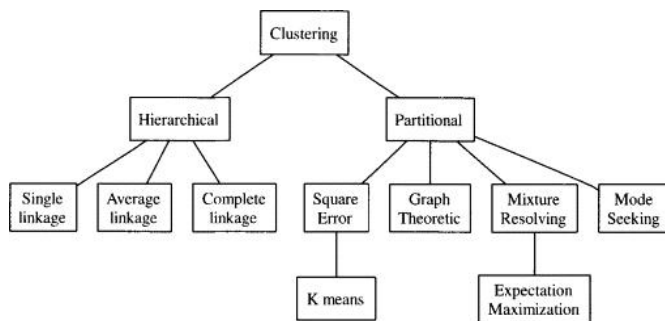 Clustering
Hierarchical
Partitional
Single
linkage
Average
linkage
Complete
linkage
Square
Error
Graph
Theoretic
Mixture
Resolving
Mode
Seeking
K means
Expectation
Maximization